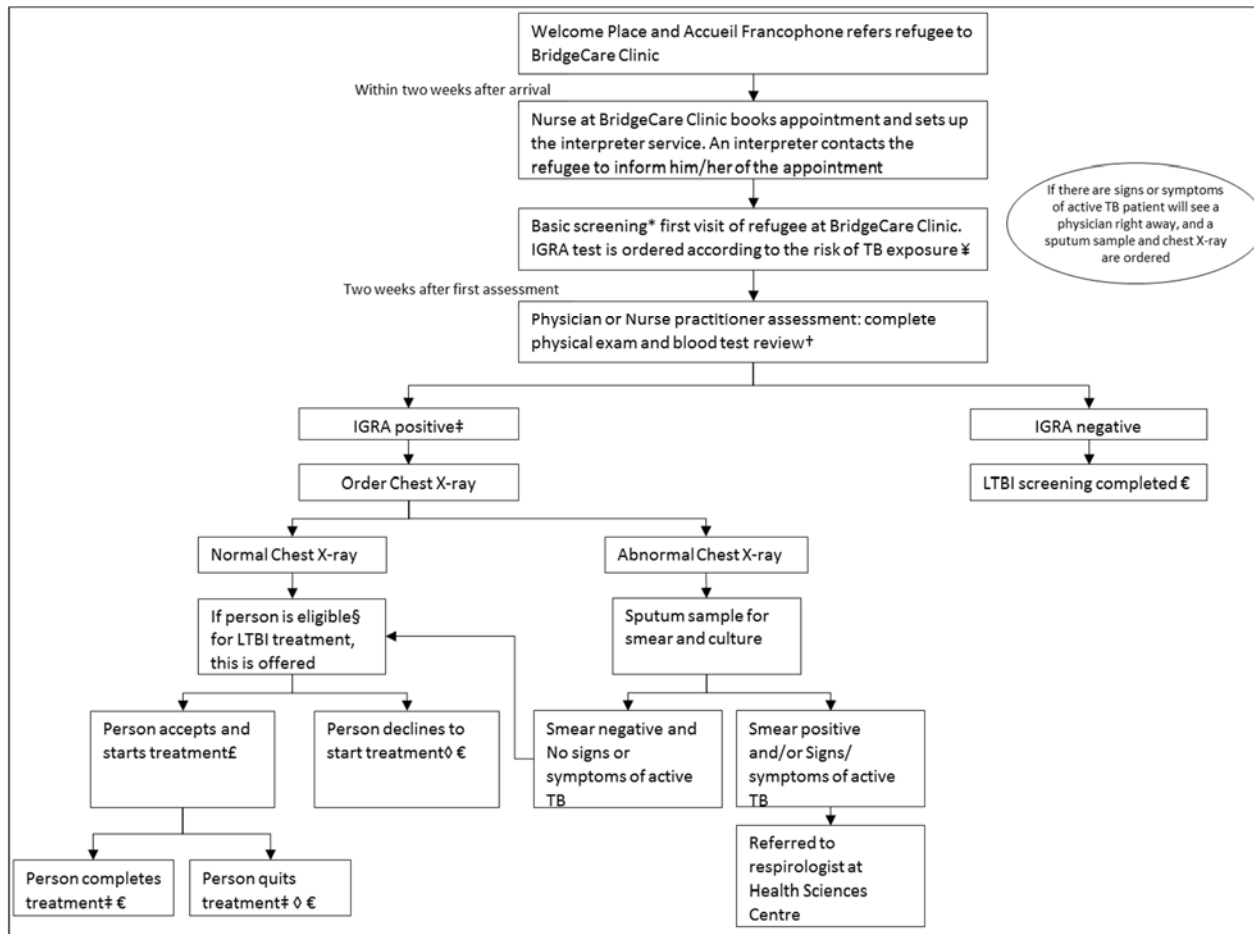 Welcome Place and Accueil Francophone refers refugee to
BridgeCare Clinic
Within two weeks after arrival
Nurse at BridgeCare Clinic books appointment and sets up
the interpreter service. An interpreter contacts the
refugee to inform him/her of the appointment
If there are signs or symptoms
of active TB patient will see a
physician right away, and a
sputum sample and chest X-ray
are ordered
Basic screening* first visit of refugee at BridgeCare Clinic.
IGRA test is ordered according to the risk of TB exposure ¥
Two weeks after first assessment
Physician or Nurse practitioner assessment: complete
physical exam and blood test review†
IGRA positive‡
IGRA negative
Order Chest X-ray
LTBI screening completed €
Normal Chest X-ray
Abnormal Chest X-ray
If person is eligible§
for LTBI treatment,
this is offered
Sputum sample for
smear and culture
Person accepts and
starts treatment£
Person declines to
start treatment◊ €
Smear negative and
No signs or
symptoms of active
TB
Smear positive
and/or Signs/
symptoms of active
TB
Person completes
treatment‡ €
Person quits
treatment‡ ◊ €
Referred to
respirologist at
Health Sciences
Centre